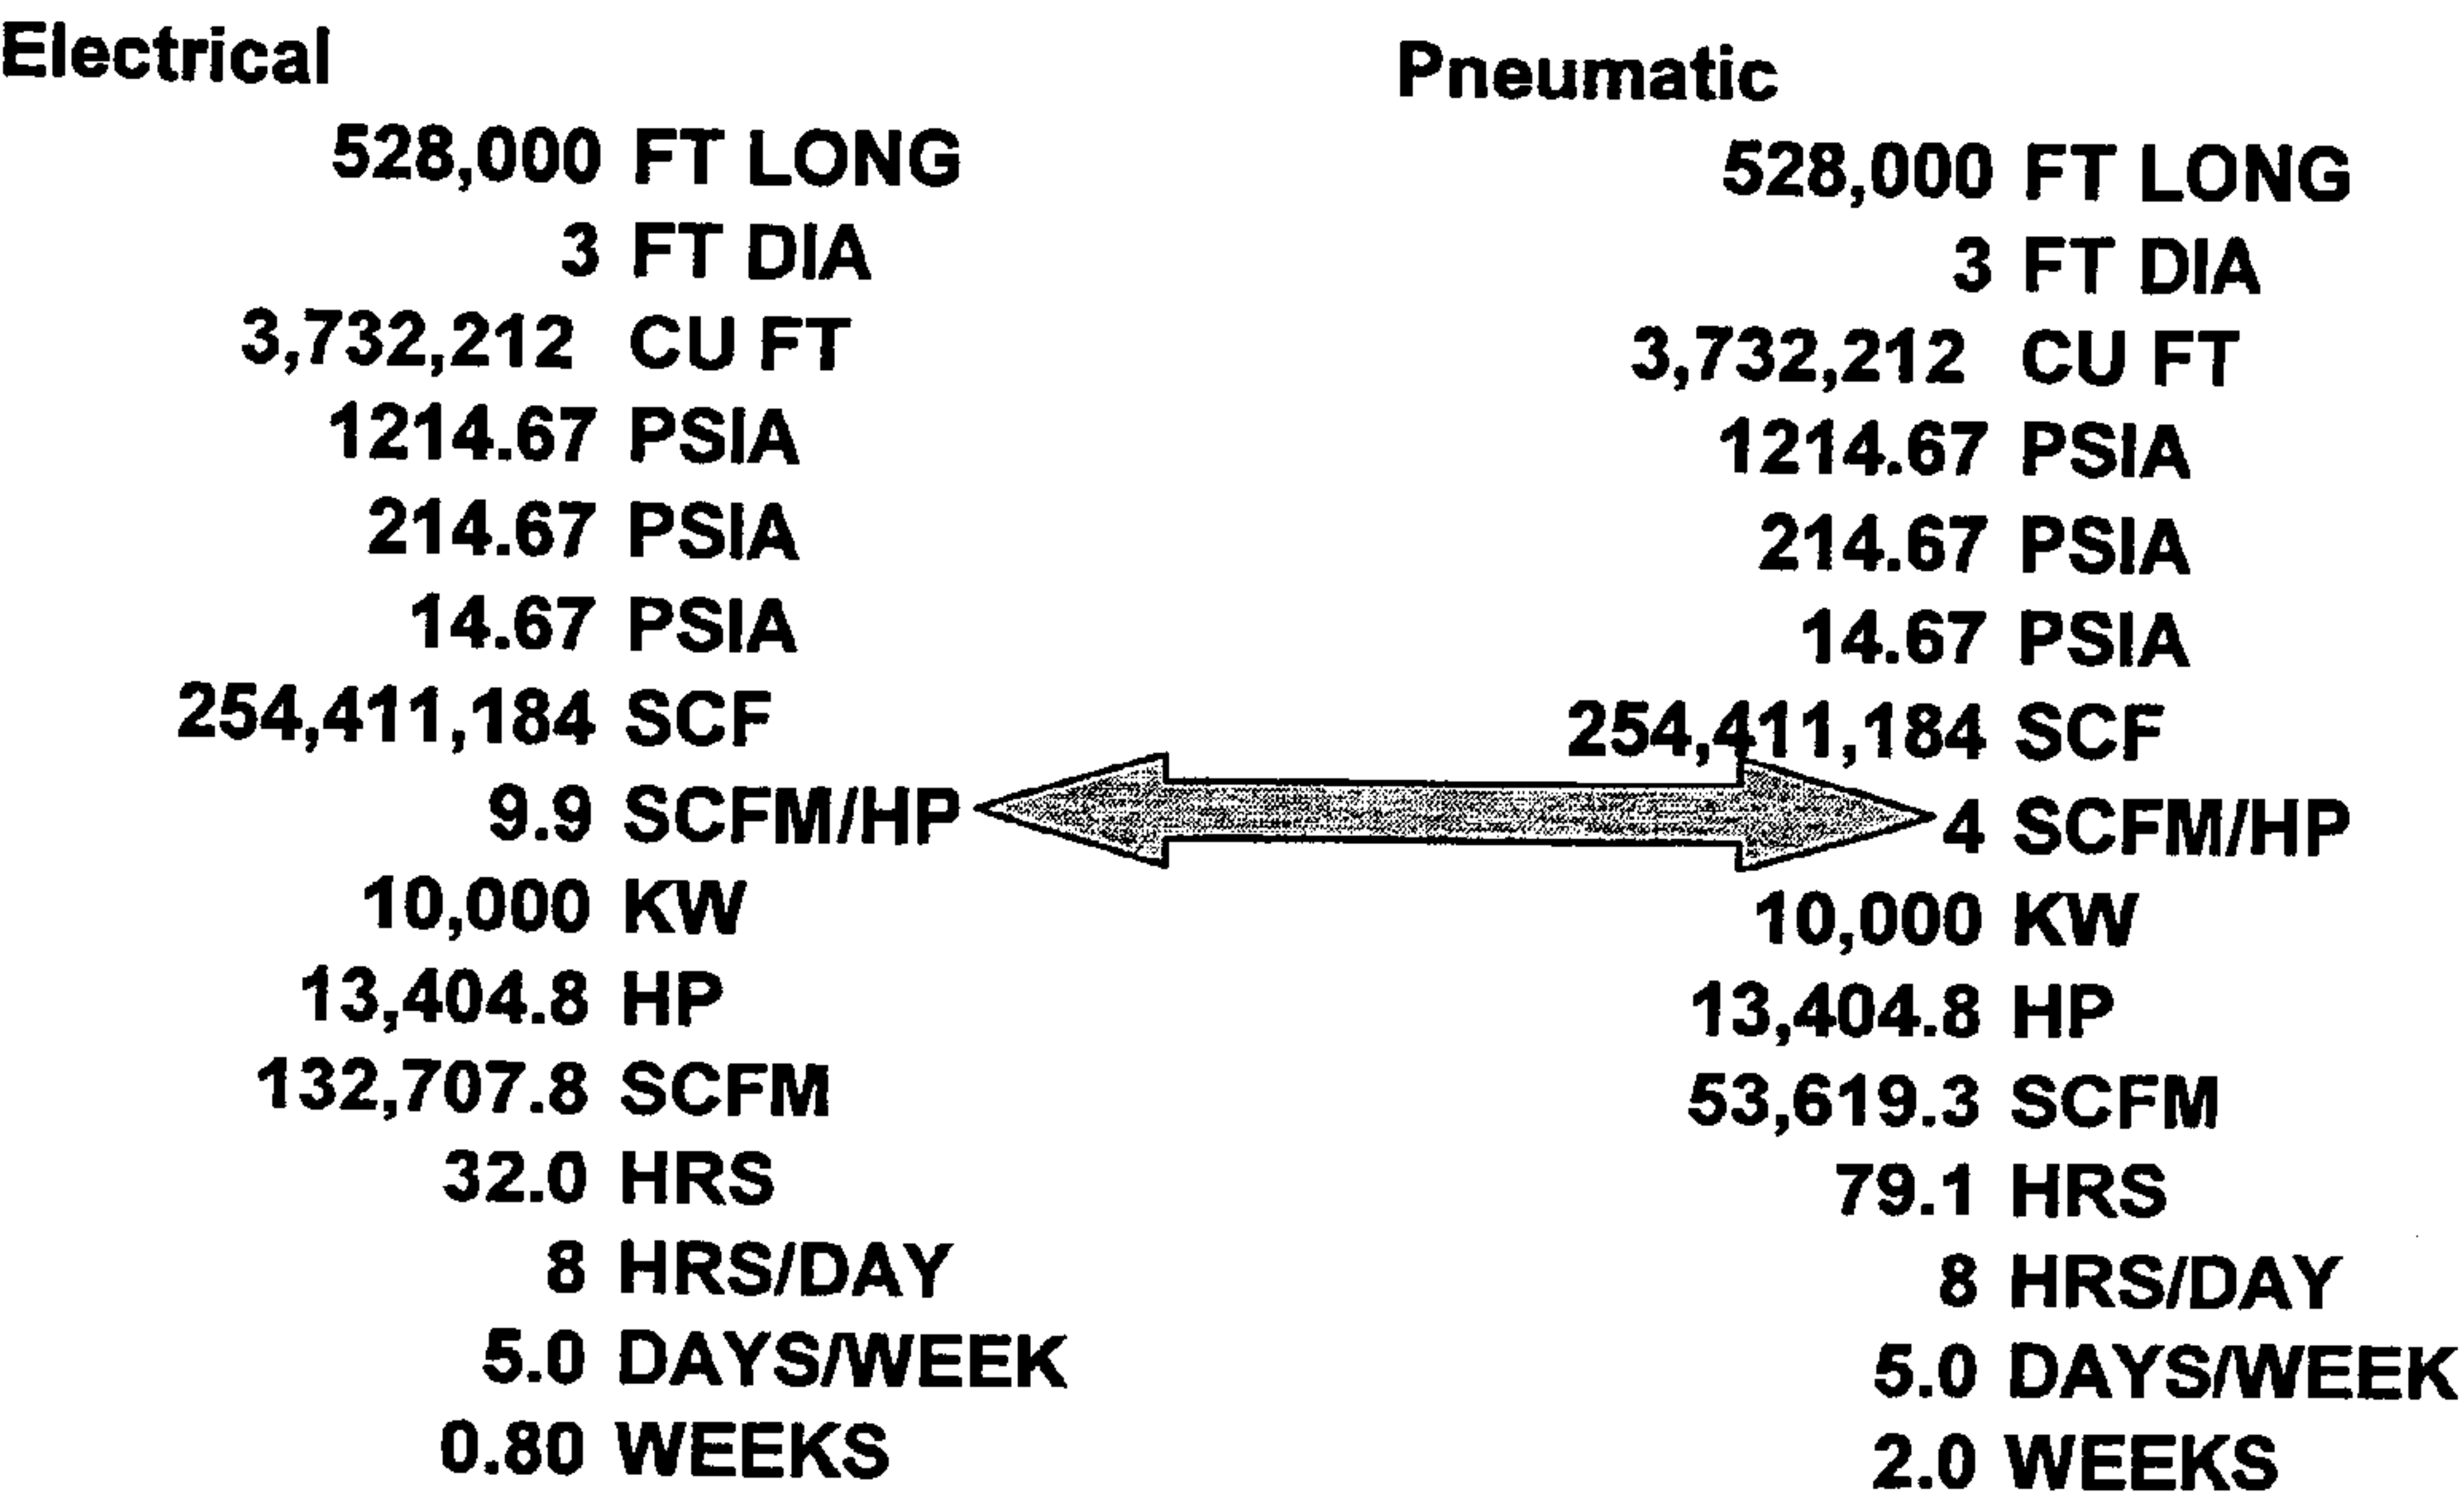 Electrical
528,000 FT LONG
3 FT DIA
3,732,212 CU FT
1214.67 PSIA
214.67 PSIA
14.67 PSIA
254,411,184 SCF
9.9 SCFM/HP
10,000 KW
13,404.8 HP
132,707.8 SCFM
32.0 HRS
8 HRS/DAY
5.0 DAYS/WEEK
0.80 WEEKS
Pneumatic
528,000 FT LONG
3 FT DIA
3,732,212 CU FT
1214.67 PSIA
214.67 PSIA
14.67 PSIA
254,411,184 SCF
4 SCFM/HP
10,000 KW
13,404.8 HP
53,619.3 SCFM
79.1 HRS
8 HRS/DAY
5.0 DAYS/WEEK
2.0 WEEKS